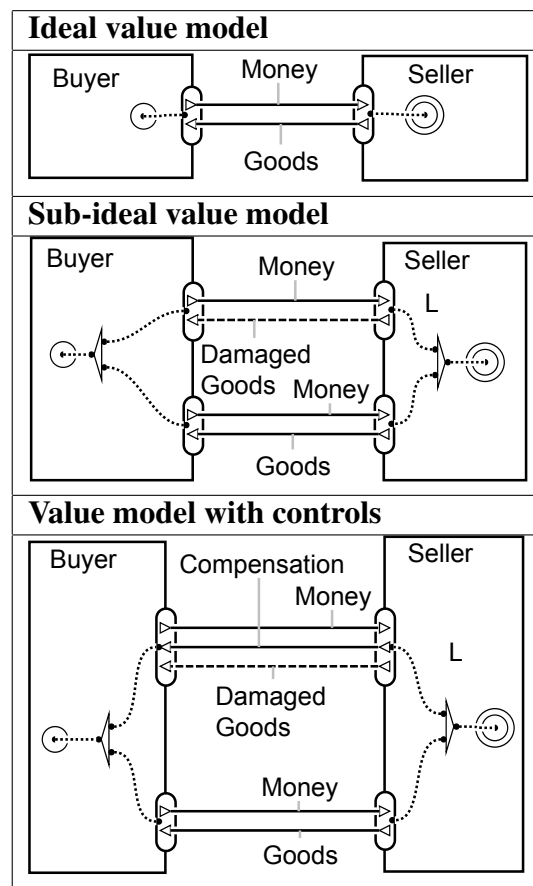 Ideal value model
Buyer
Money
Seller
Goods
Sub-ideal value model
Buyer
Money
Seller
L
Damaged
Goods
Money
Goods
Value model with controls
Buyer
Compensation
Seller
Money
L
Damaged
Goods
Money
Goods